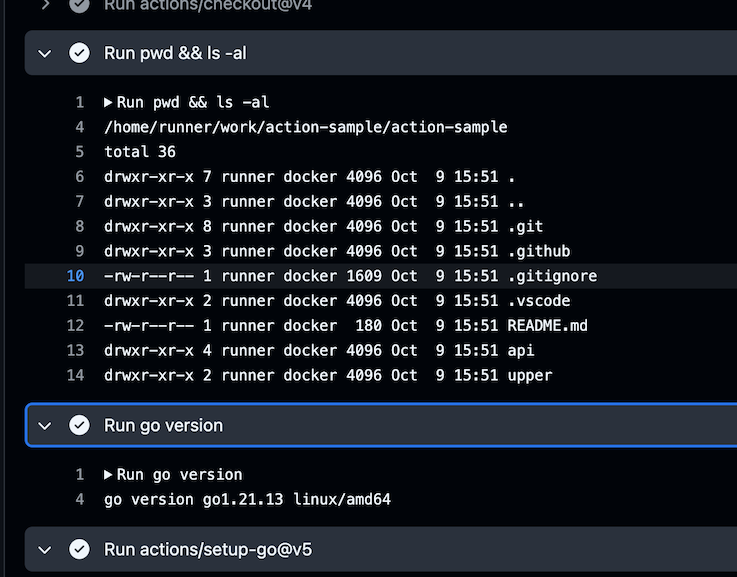 Run actions/checkout@v4
Run pwd && ls -al
1 ▶Run pwd && ls -al
4 /home/runner/work/action-sample/action-sample
5 total 36
6 drwxr-xr-x 7 runner docker 4096 Oct  9 15:51 .
7 drwxr-xr-x 3 runner docker 4096 Oct  9 15:51 ..
8 drwxr-xr-x 8 runner docker 4096 Oct  9 15:51 .git
9 drwxr-xr-x 3 runner docker 4096 Oct  9 15:51 .github
10 -rw-r--r-- 1 runner docker 1609 Oct  9 15:51 .gitignore
11 drwxr-xr-x 2 runner docker 4096 Oct  9 15:51 .vscode
12 -rw-r--r-- 1 runner docker  180 Oct  9 15:51 README.md
13 drwxr-xr-x 4 runner docker 4096 Oct  9 15:51 api
14 drwxr-xr-x 2 runner docker 4096 Oct  9 15:51 upper
Run go version
1 ▶Run go version
4 go version go1.21.13 linux/amd64
Run actions/setup-go@v5